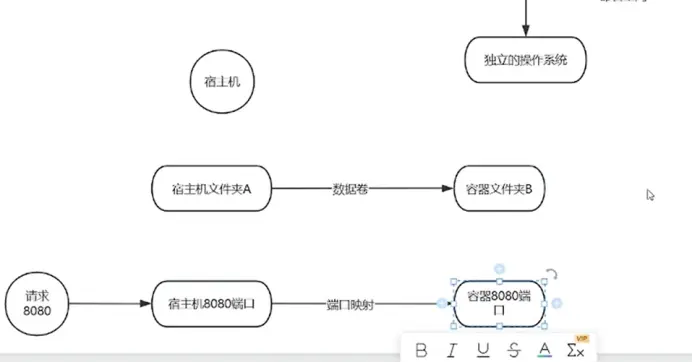 独立的操作系统
宿主机
宿主机文件夹A
数据卷
容器文件夹B
请求
8080
宿主机8080端口
端口映射
容器8080端
口
B I U S A Σx
VIP